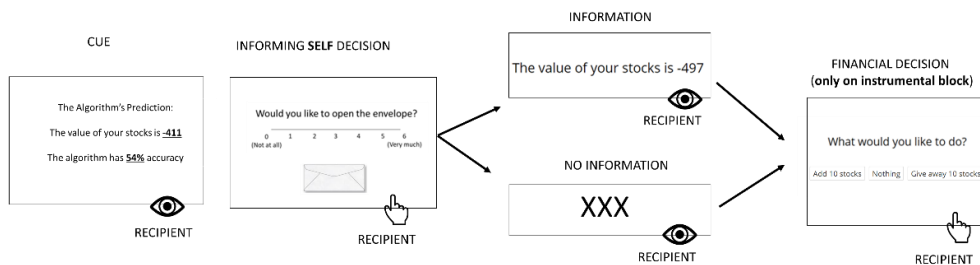 CUE
The Algorithm's Prediction:
The value of your stocks is -411
The algorithm has 54% accuracy
RECIPIENT
INFORMING SELF DECISION
Would you like to open the envelope?
0 1 2 3 4 5 6
(Not at all) (Very much)
RECIPIENT
INFORMATION
The value of your stocks is -497
RECIPIENT
NO INFORMATION
XXX
RECIPIENT
FINANCIAL DECISION
(only on instrumental block)
What would you like to do?
Add 10 stocks Nothing Give away 10 stocks
RECIPIENT